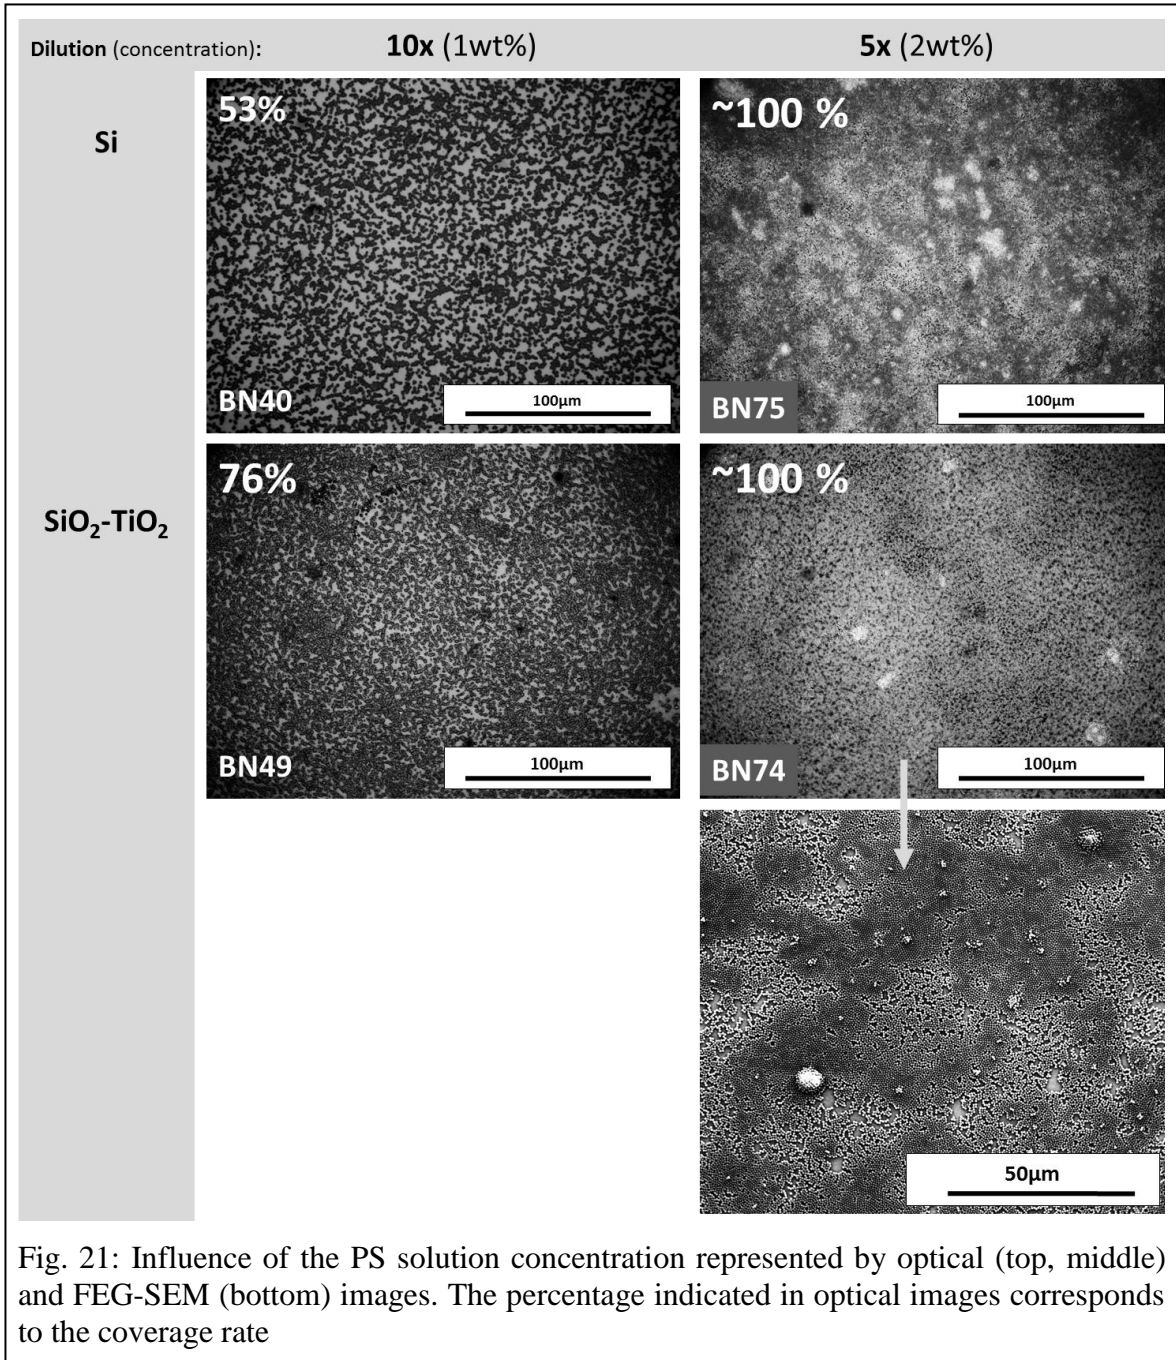 Dilution (concentration): 10x (1wt%) 5x (2wt%)
Si
53%
BN40
100µm
~100 %
BN75
100µm
SiO₂-TiO₂
76%
BN49
100µm
~100 %
BN74
100µm
50µm
Fig. 21: Influence of the PS solution concentration represented by optical (top, middle)
and FEG-SEM (bottom) images. The percentage indicated in optical images corresponds
to the coverage rate